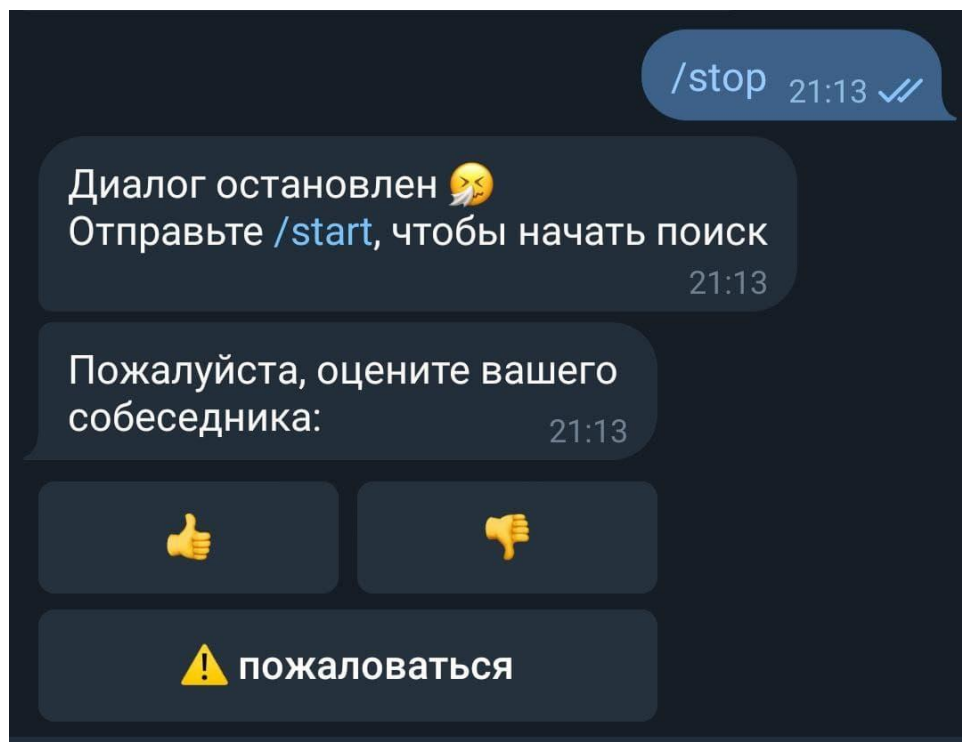 /stop 21:13
Диалог остановлен
Отправьте /start, чтобы начать поиск
21:13
Пожалуйста, оцените вашего
собеседника: 21:13
пожаловаться